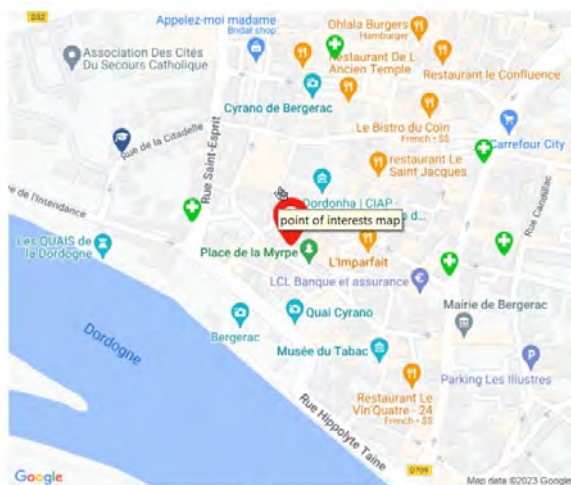 D32
Appelez-moi madame
Bridal shop
Ohlala Burgers
Hamburger
Association Des Cités
Du Secours Catholique
Restaurant De L
Ancien Temple
Restaurant le Confluence
Cyrano de Bergerac
Le Bistro du Coin
French • $$
Carrefour City
Rue de la Citadelle
Rue Saint-Esprit
restaurant Le
Saint Jacques
Rue Candillac
e de l'Intendance
Dordonha | CIAP
point of interests map
Les QUAIS de
la Dordogne
Place de la Myrpe
L'Imparfait
LCL Banque et assurance
Quai Cyrano
Mairie de Bergerac
Bergerac
Dordogne
Musée du Tabac
Parking Les Illustres
Restaurant Le
Vin'Quatre - 24
French • $$
Rue Hippolyte Taine
D709
Google
Map data ©2023 Google